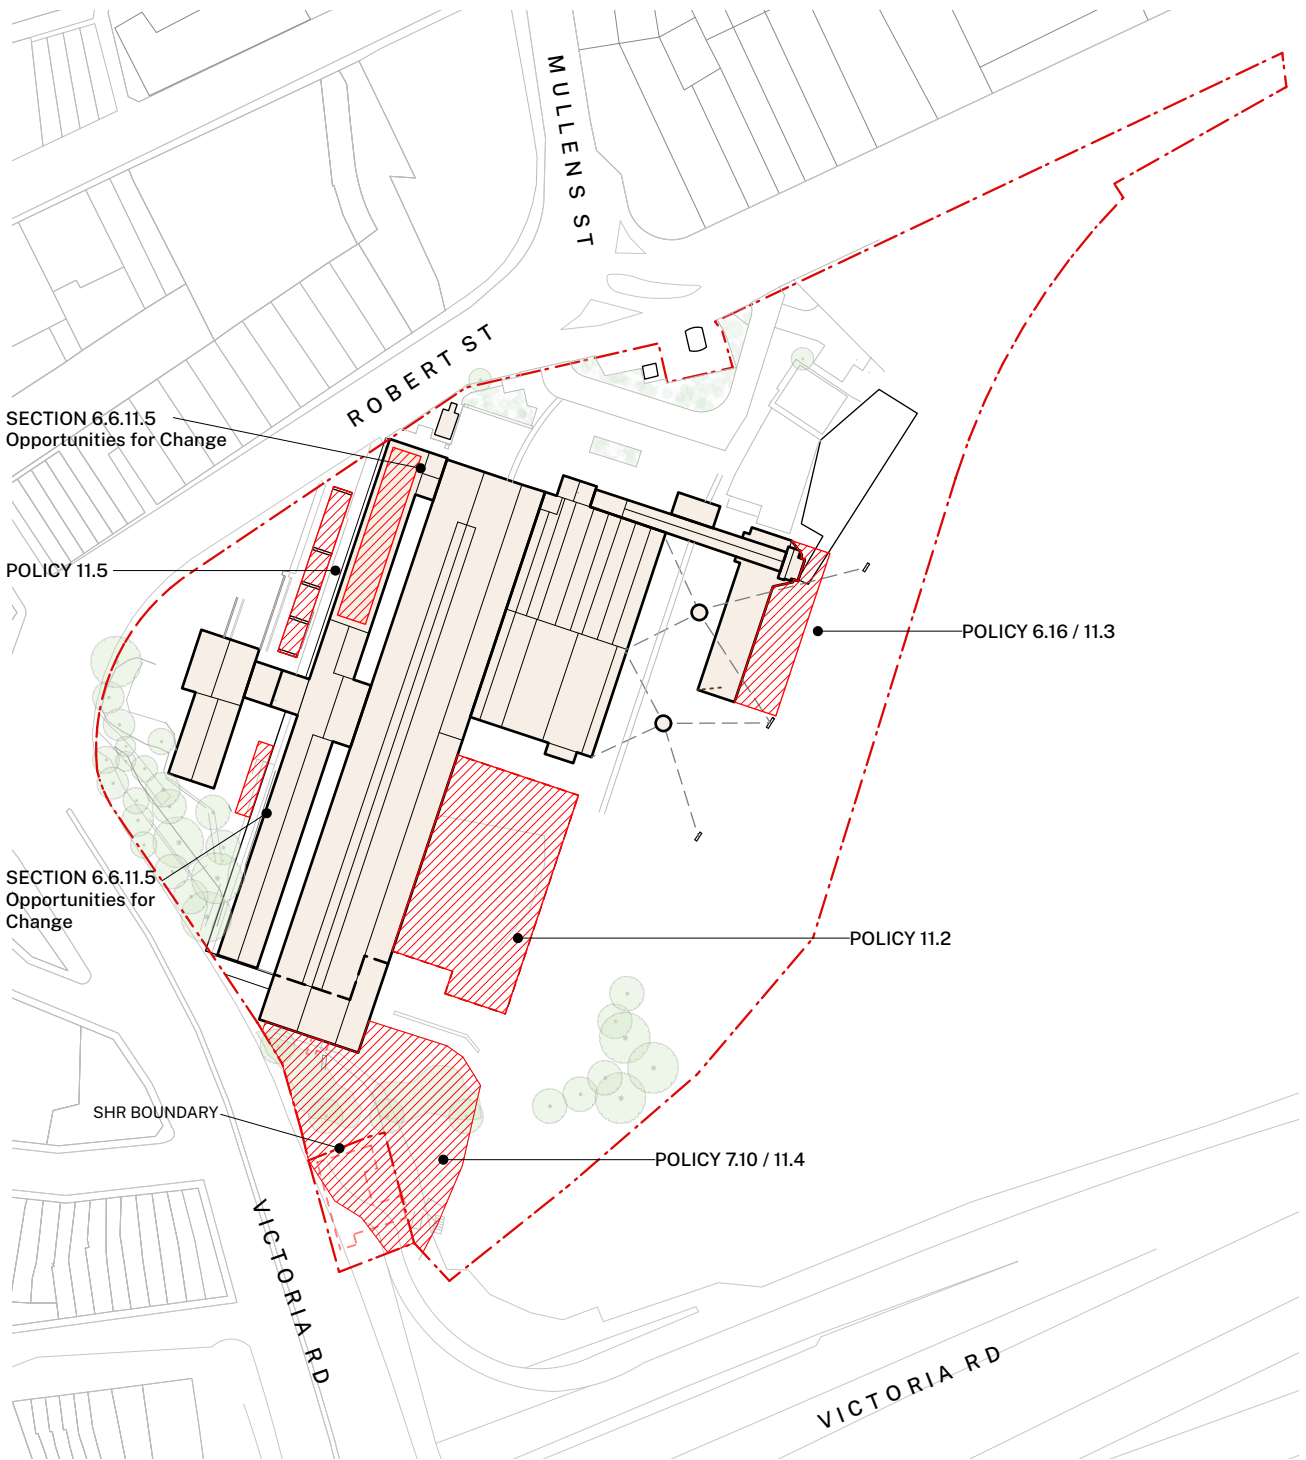 MULLENS ST
ROBERT ST
SECTION 6.6.11.5
Opportunities for Change
POLICY 11.5
POLICY 6.16 / 11.3
SECTION 6.6.11.5
Opportunities for
Change
POLICY 11.2
SHR BOUNDARY
POLICY 7.10 / 11.4
VICTORIA RD
VICTORIA RD